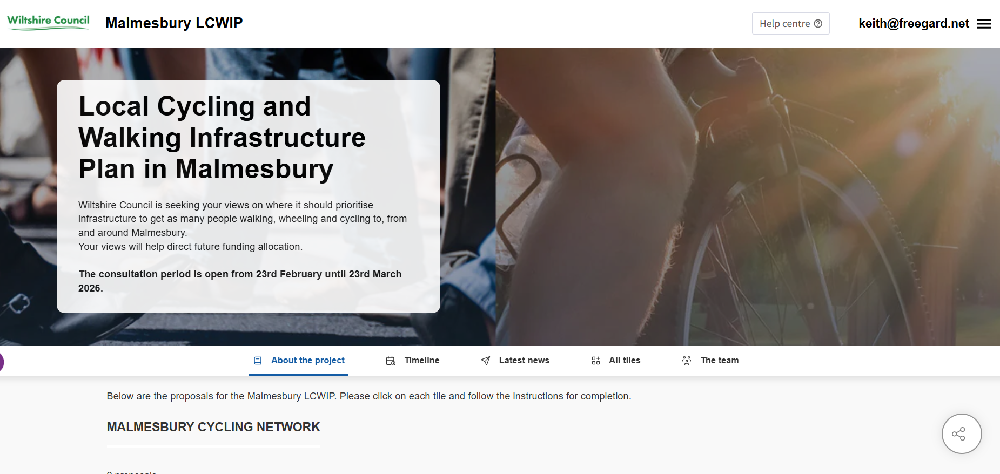 Wiltshire Council
Malmesbury LCWIP
Help centre
keith@freegard.net
Local Cycling and
Walking Infrastructure
Plan in Malmesbury
Wiltshire Council is seeking your views on where it should prioritise
infrastructure to get as many people walking, wheeling and cycling to, from
and around Malmesbury.
Your views will help direct future funding allocation.
The consultation period is open from 23rd February until 23rd March
2026.
About the project
Timeline
Latest news
All tiles
The team
Below are the proposals for the Malmesbury LCWIP. Please click on each tile and follow the instructions for completion.
MALMESBURY CYCLING NETWORK
proposals